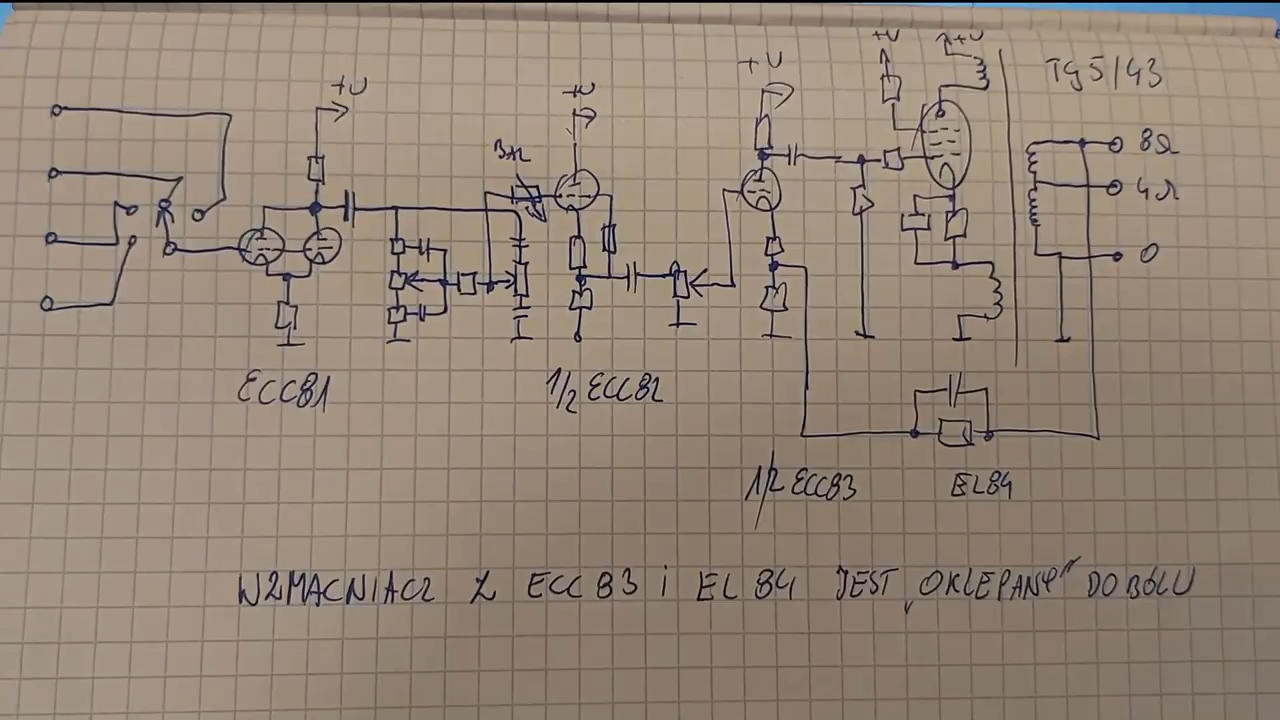 +U
+U
+U
+U
+U
TG5/43
8Ω
4Ω
0
ECC81
1/2 ECC82
1/2 ECC83
EL84
WZMACNIACZ Z ECC83 i EL84 JEST „OKLEPANY" DO BÓLU